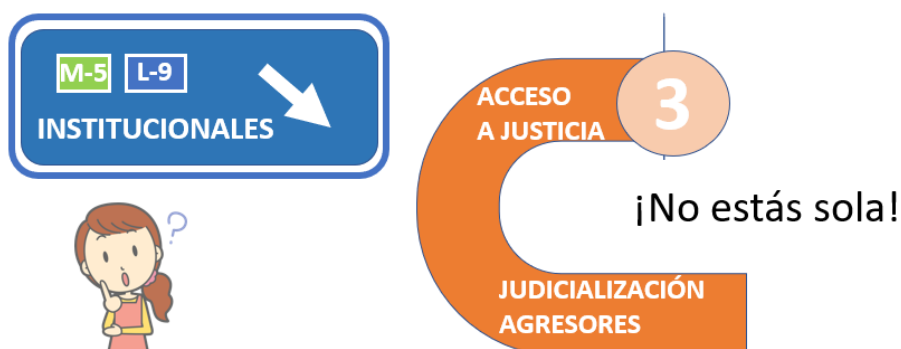 M-5 L-9
INSTITUCIONALES
ACCESO
A JUSTICIA
3
¡No estás sola!
JUDICIALIZACIÓN
AGRESORES
?